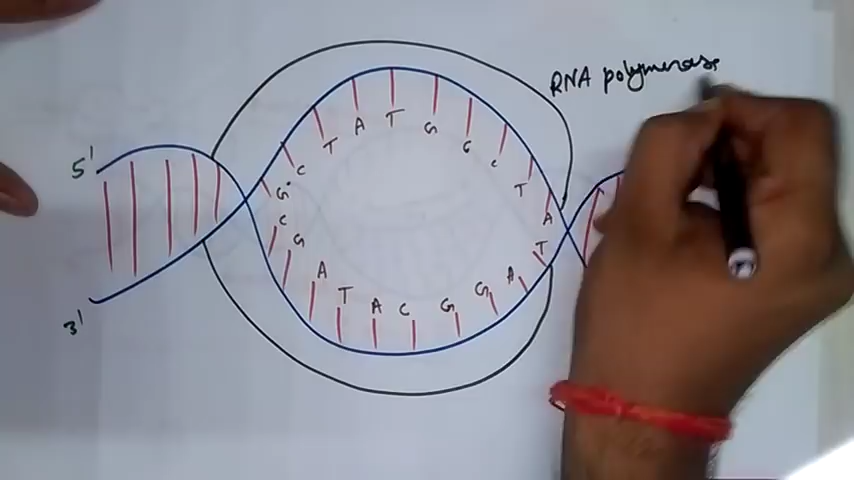 RNA polymerase
5'
3'
G C T A T G G C T A
C G A T A C G G A T